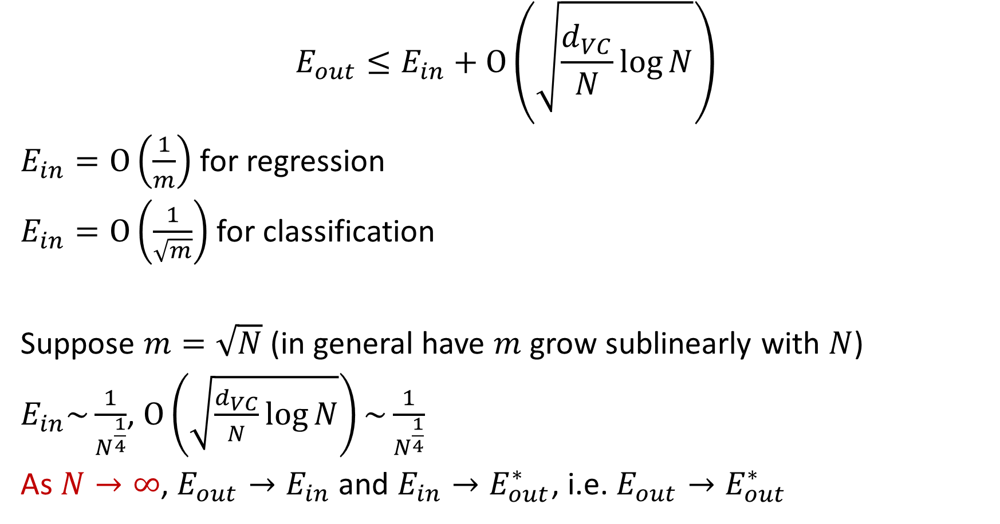 $E_{out} \leq E_{in} + \mathrm{O}\left(\sqrt{\frac{d_{VC}}{N} \log N}\right)$
$E_{in} = \mathrm{O}\left(\frac{1}{m}\right)$ for regression
$E_{in} = \mathrm{O}\left(\frac{1}{\sqrt{m}}\right)$ for classification
Suppose $m = \sqrt{N}$ (in general have $m$ grow sublinearly with $N$)
$E_{in} \sim \frac{1}{N^{\frac{1}{4}}}$, $\mathrm{O}\left(\sqrt{\frac{d_{VC}}{N} \log N}\right) \sim \frac{1}{N^{\frac{1}{4}}}$
As $N \to \infty$, $E_{out} \to E_{in}$ and $E_{in} \to E_{out}^{*}$, i.e. $E_{out} \to E_{out}^{*}$